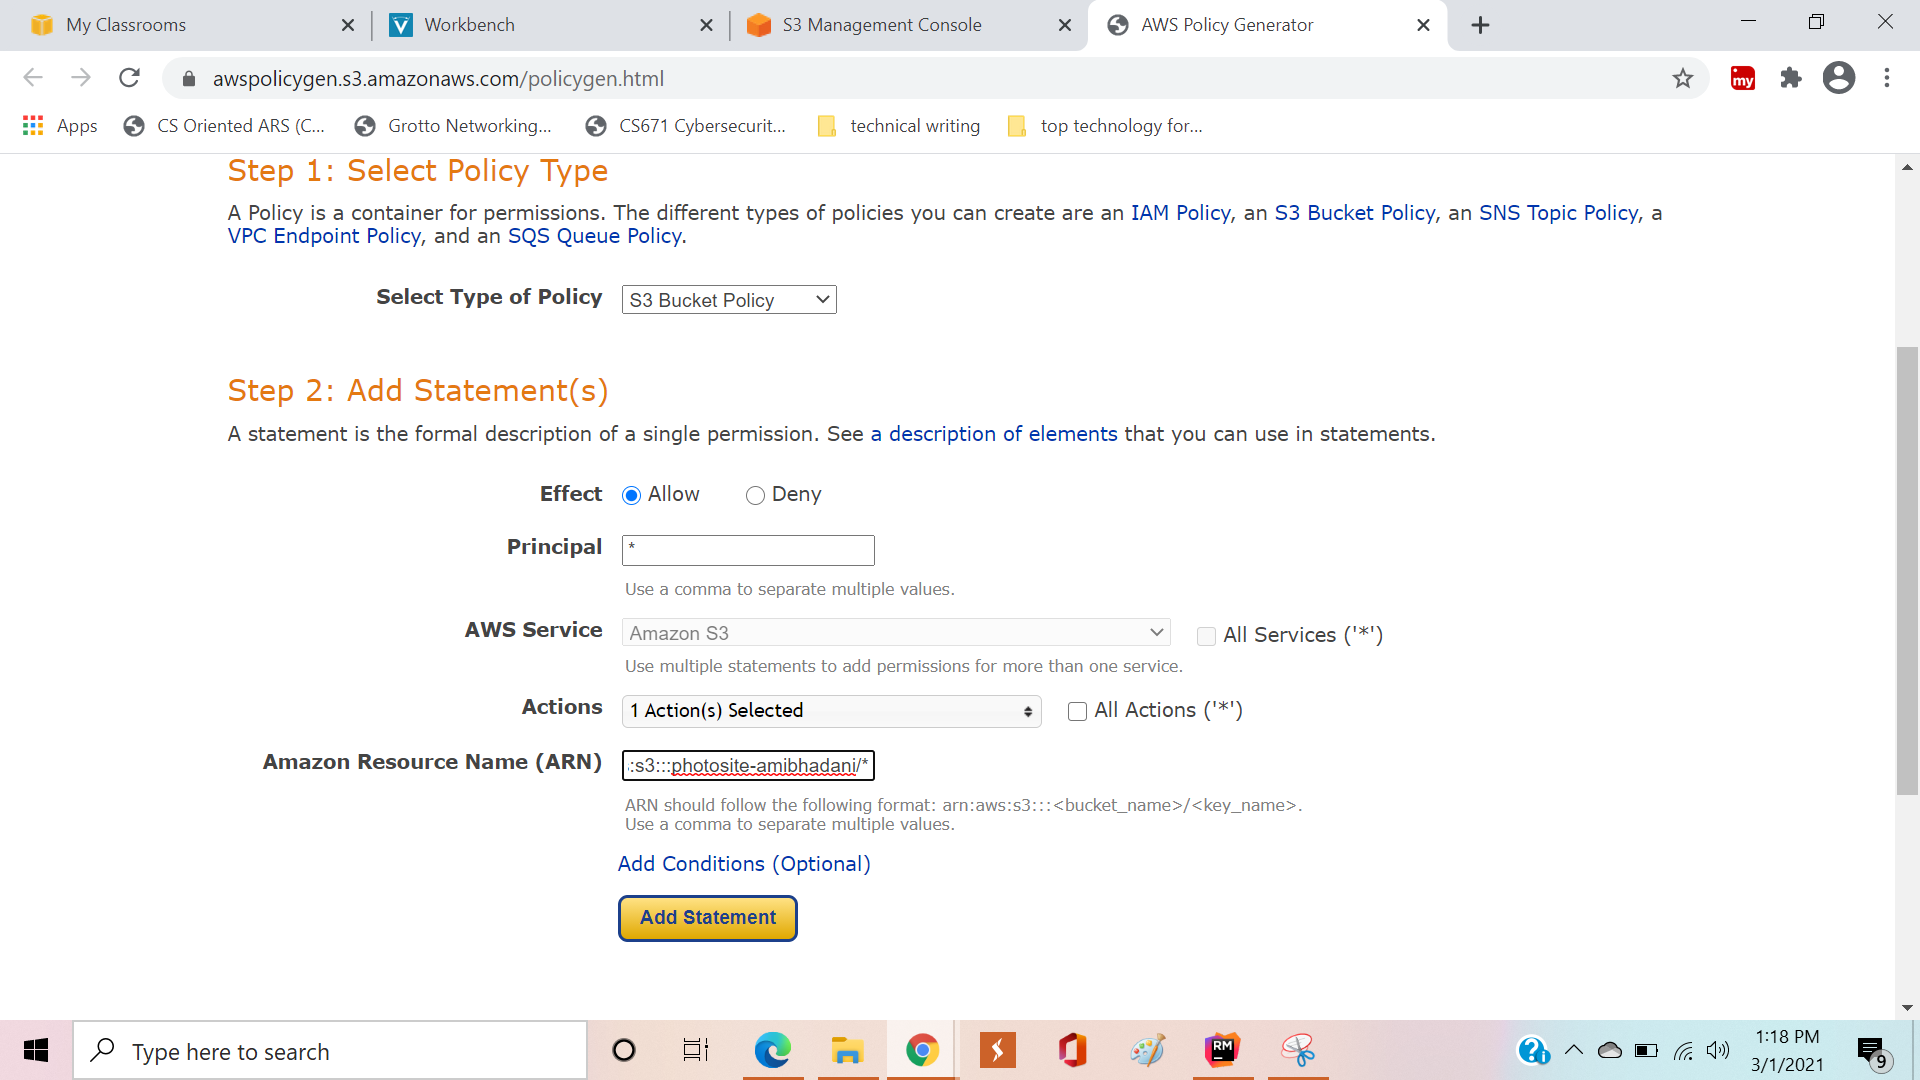 My Classrooms
Workbench
S3 Management Console
AWS Policy Generator
awspolicygen.s3.amazonaws.com/policygen.html
my
Apps
CS Oriented ARS (C...
Grotto Networking...
CS671 Cybersecurit...
technical writing
top technology for...
Step 1: Select Policy Type
A Policy is a container for permissions. The different types of policies you can create are an IAM Policy, an S3 Bucket Policy, an SNS Topic Policy, a
VPC Endpoint Policy, and an SQS Queue Policy.
Select Type of Policy S3 Bucket Policy
Step 2: Add Statement(s)
A statement is the formal description of a single permission. See a description of elements that you can use in statements.
Effect Allow Deny
Principal *
Use a comma to separate multiple values.
AWS Service Amazon S3 All Services ('*')
Use multiple statements to add permissions for more than one service.
Actions 1 Action(s) Selected All Actions ('*')
Amazon Resource Name (ARN) :s3:::photosite-amibhadani/*
ARN should follow the following format: arn:aws:s3:::<bucket_name>/<key_name>.
Use a comma to separate multiple values.
Add Conditions (Optional)
Add Statement
Type here to search
RM
1:18 PM
3/1/2021
9